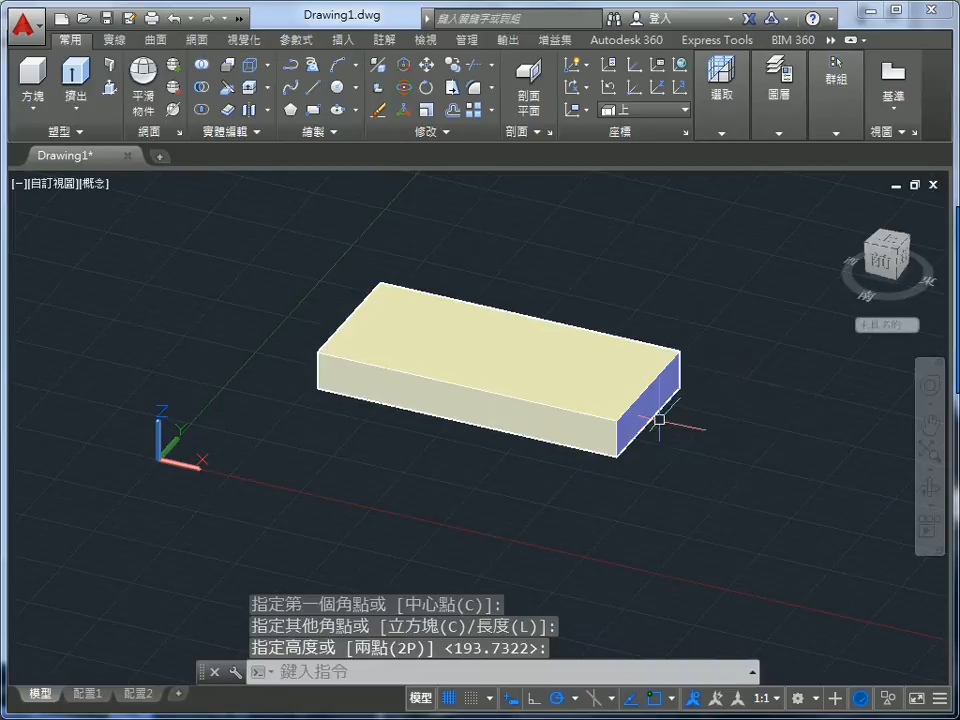 Drawing1.dwg
鍵入關鍵字或詞組
登入
常用 實線 曲面 網面 視覺化 參數式 插入 註解 檢視 管理 輸出 增益集 Autodesk 360 Express Tools BIM 360
方塊 擠出 平滑 物件 剖面 平面 上 選取 圖層 群組 基準
塑型 網面 實體編輯 繪製 修改 剖面 座標 視圖
Drawing1*
[−][自訂視圖][概念]
前
南
東
Z
Y
X
指定第一個角點或 [中心點(C)]:
指定其他角點或 [立方塊(C)/長度(L)]:
指定高度或 [兩點(2P)] <193.7322>:
鍵入指令
模型 配置1 配置2 模型 1:1